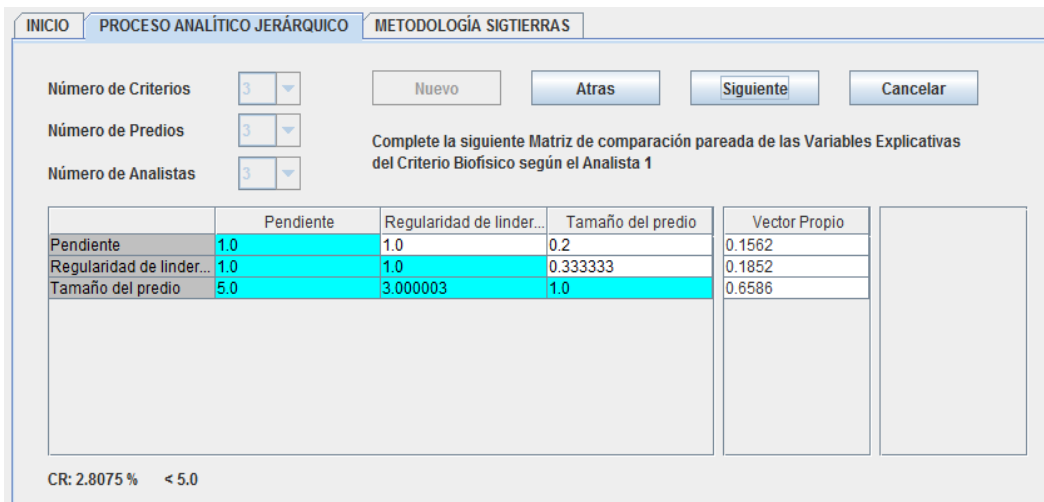 INICIO PROCESO ANALÍTICO JERÁRQUICO METODOLOGÍA SIGTIERRAS
Número de Criterios 3 Nuevo Atras Siguiente Cancelar
Número de Predios 3
Complete la siguiente Matriz de comparación pareada de las Variables Explicativas
del Criterio Biofísico según el Analista 1
Número de Analistas 3
Pendiente Regularidad de linder... Tamaño del predio Vector Propio
Pendiente 1.0 1.0 0.2 0.1562
Regularidad de linder... 1.0 1.0 0.333333 0.1852
Tamaño del predio 5.0 3.000003 1.0 0.6586
CR: 2.8075 % < 5.0